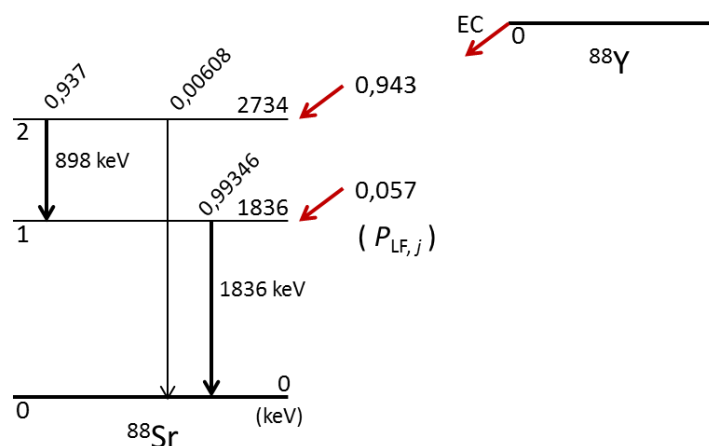 EC
0
88Y
0,937
0,00608
2734
0,943
2
898 keV
0,99346
1836
0,057
1
( PLF, j )
1836 keV
0
0
(keV)
88Sr